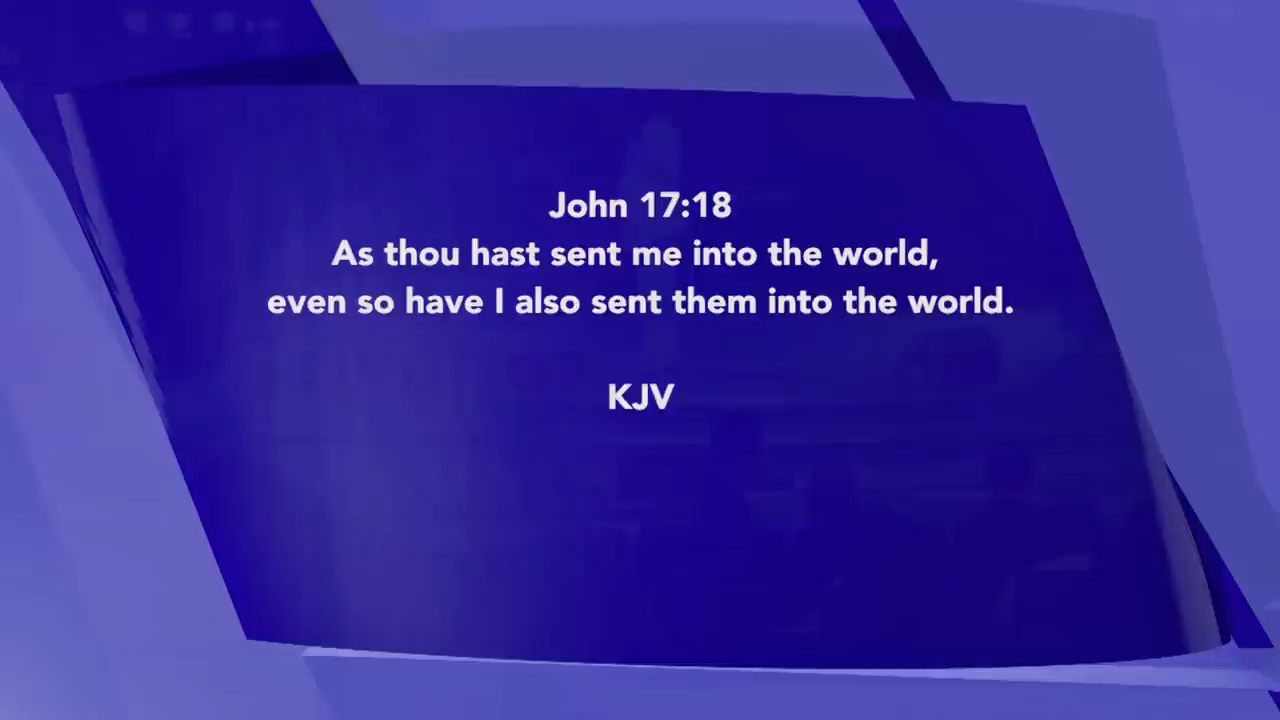 John 17:18
As thou hast sent me into the world,
even so have I also sent them into the world.
KJV